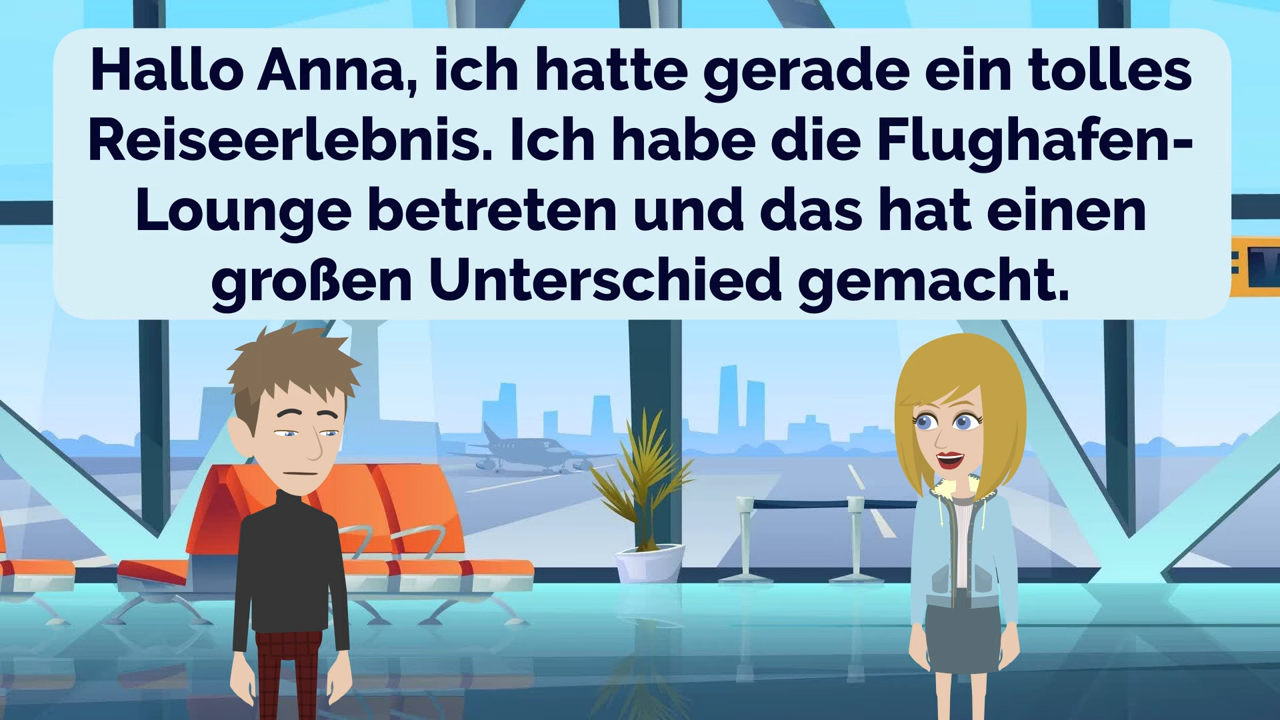 Hallo Anna, ich hatte gerade ein tolles
Reiseerlebnis. Ich habe die Flughafen-
Lounge betreten und das hat einen
großen Unterschied gemacht.